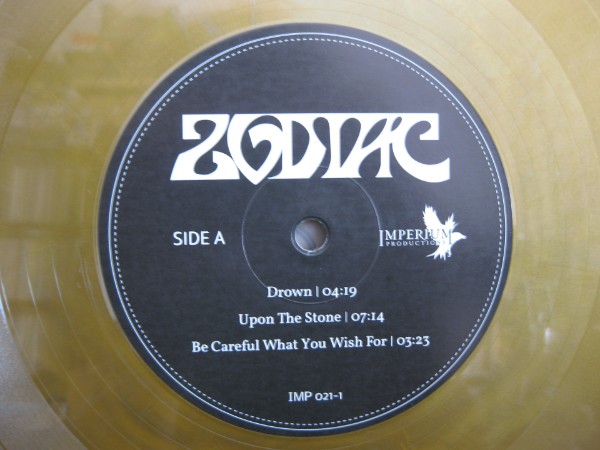 ZODIAC
SIDE A
IMPERIUM
PRODUCTIONS
Drown | 04:19
Upon The Stone | 07:14
Be Careful What You Wish For | 03:23
IMP 021-1